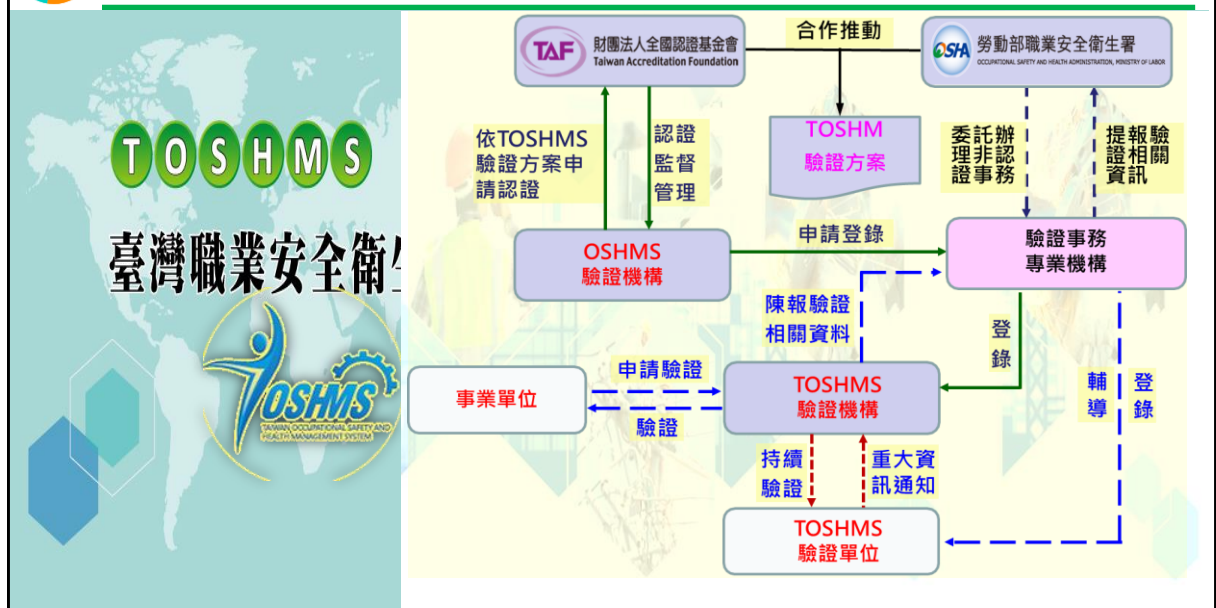 TOSHMS
臺灣職業安全衛
TOSHMS
TAIWAN OCCUPATIONAL SAFETY AND
HEALTH MANAGEMENT SYSTEM
TAF
財團法人全國認證基金會
Taiwan Accreditation Foundation
合作推動
OSHA
勞動部職業安全衛生署
OCCUPATIONAL SAFETY AND HEALTH ADMINISTRATION, MINISTRY OF LABOR
TOSHM
驗證方案
依TOSHMS
驗證方案申
請認證
認證
監督
管理
委託辦
理非認
證事務
提報驗
證相關
資訊
OSHMS
驗證機構
申請登錄
驗證事務
專業機構
陳報驗證
相關資料
登
錄
事業單位
申請驗證
驗證
TOSHMS
驗證機構
輔
導
登
錄
持續
驗證
重大資
訊通知
TOSHMS
驗證單位